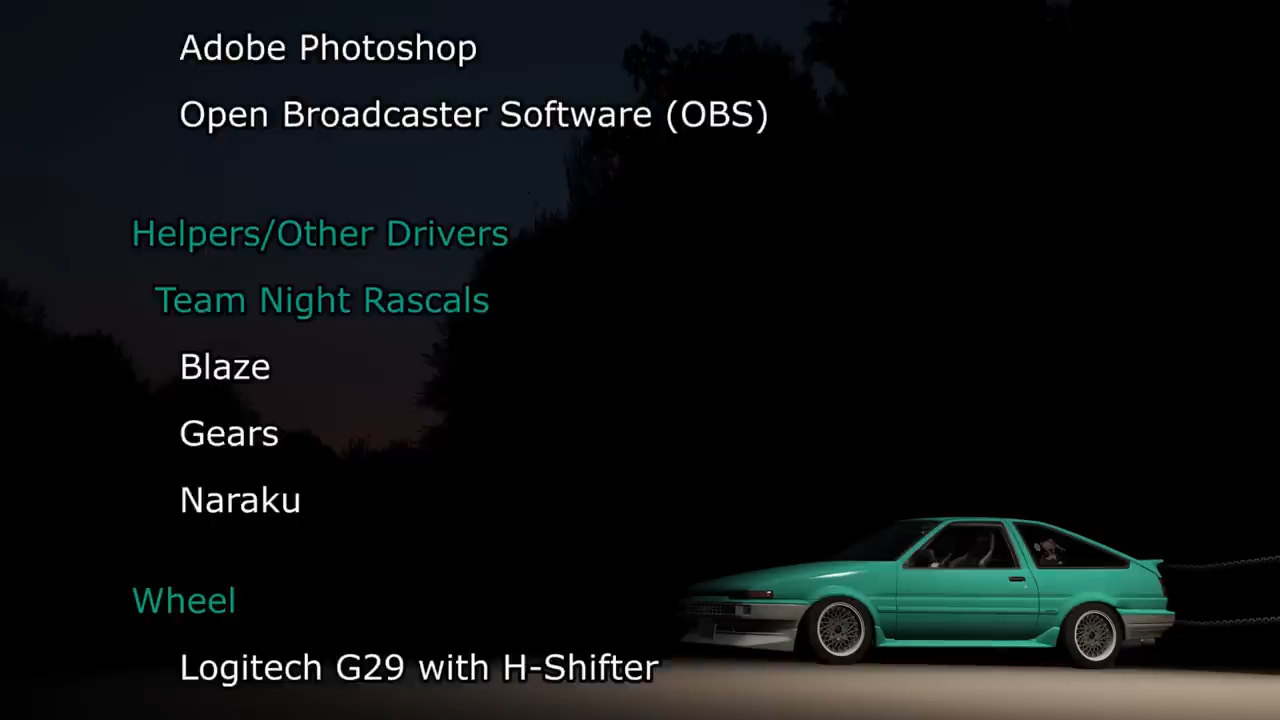 Adobe Photoshop
Open Broadcaster Software (OBS)
Helpers/Other Drivers
Team Night Rascals
Blaze
Gears
Naraku
Wheel
Logitech G29 with H-Shifter